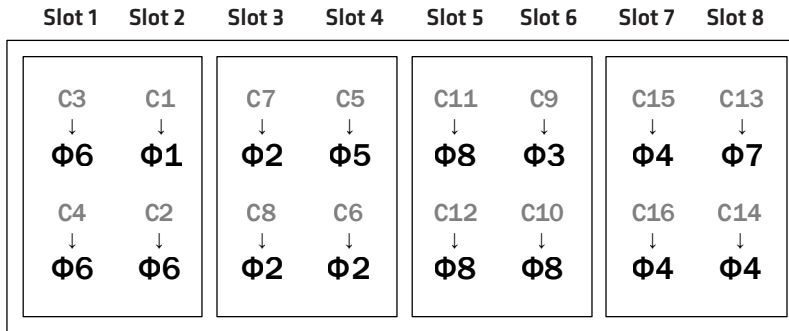 Slot 1 Slot 2 Slot 3 Slot 4 Slot 5 Slot 6 Slot 7 Slot 8
C3 C1 C7 C5 C11 C9 C15 C13
↓ ↓ ↓ ↓ ↓ ↓ ↓ ↓
Φ6 Φ1 Φ2 Φ5 Φ8 Φ3 Φ4 Φ7
C4 C2 C8 C6 C12 C10 C16 C14
↓ ↓ ↓ ↓ ↓ ↓ ↓ ↓
Φ6 Φ6 Φ2 Φ2 Φ8 Φ8 Φ4 Φ4